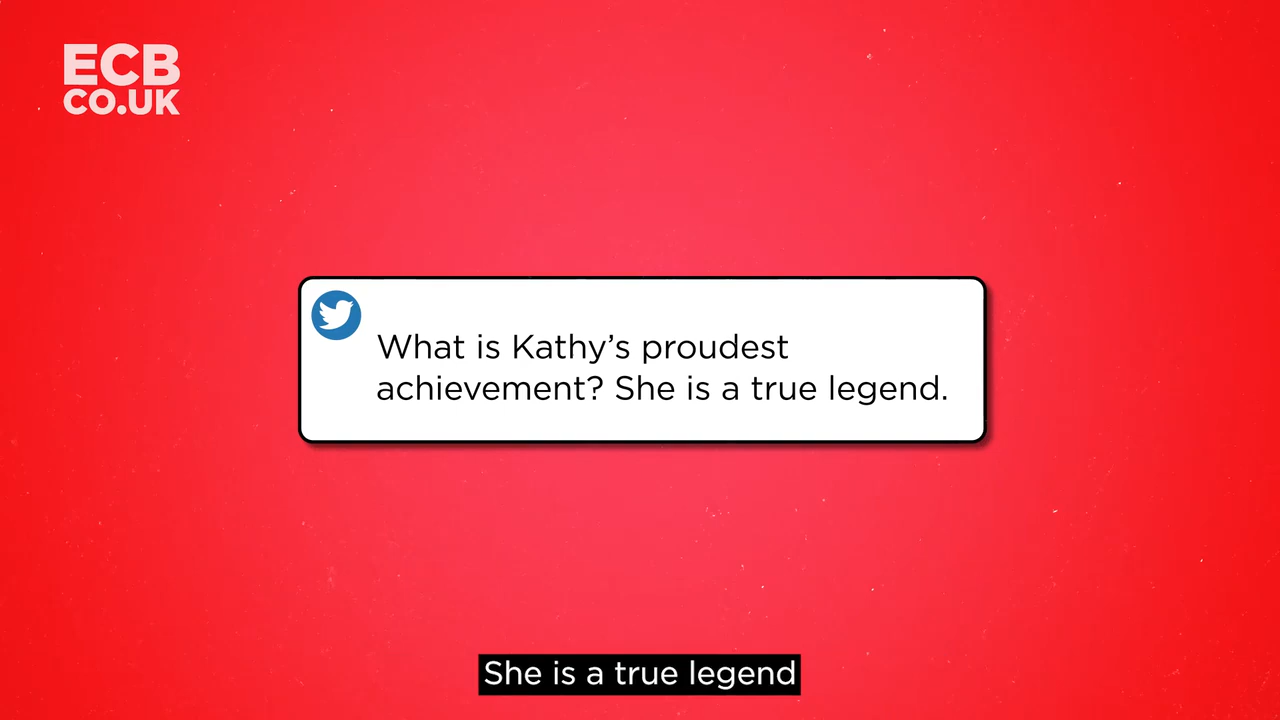 ECB
CO.UK
What is Kathy’s proudest
achievement? She is a true legend.
She is a true legend